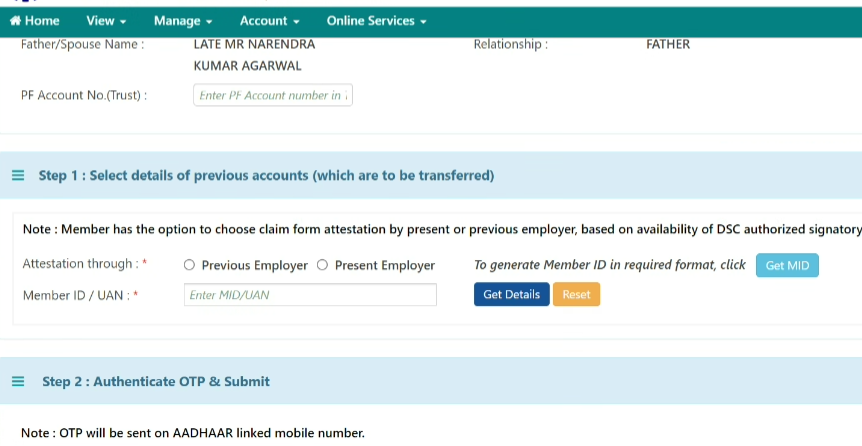 Home View Manage Account Online Services
Father/Spouse Name : LATE MR NARENDRA Relationship : FATHER
KUMAR AGARWAL
PF Account No.(Trust) : Enter PF Account number in
Step 1 : Select details of previous accounts (which are to be transferred)
Note : Member has the option to choose claim form attestation by present or previous employer, based on availability of DSC authorized signatory
Attestation through : * Previous Employer Present Employer To generate Member ID in required format, click Get MID
Member ID / UAN : * Enter MID/UAN Get Details Reset
Step 2 : Authenticate OTP & Submit
Note : OTP will be sent on AADHAAR linked mobile number.